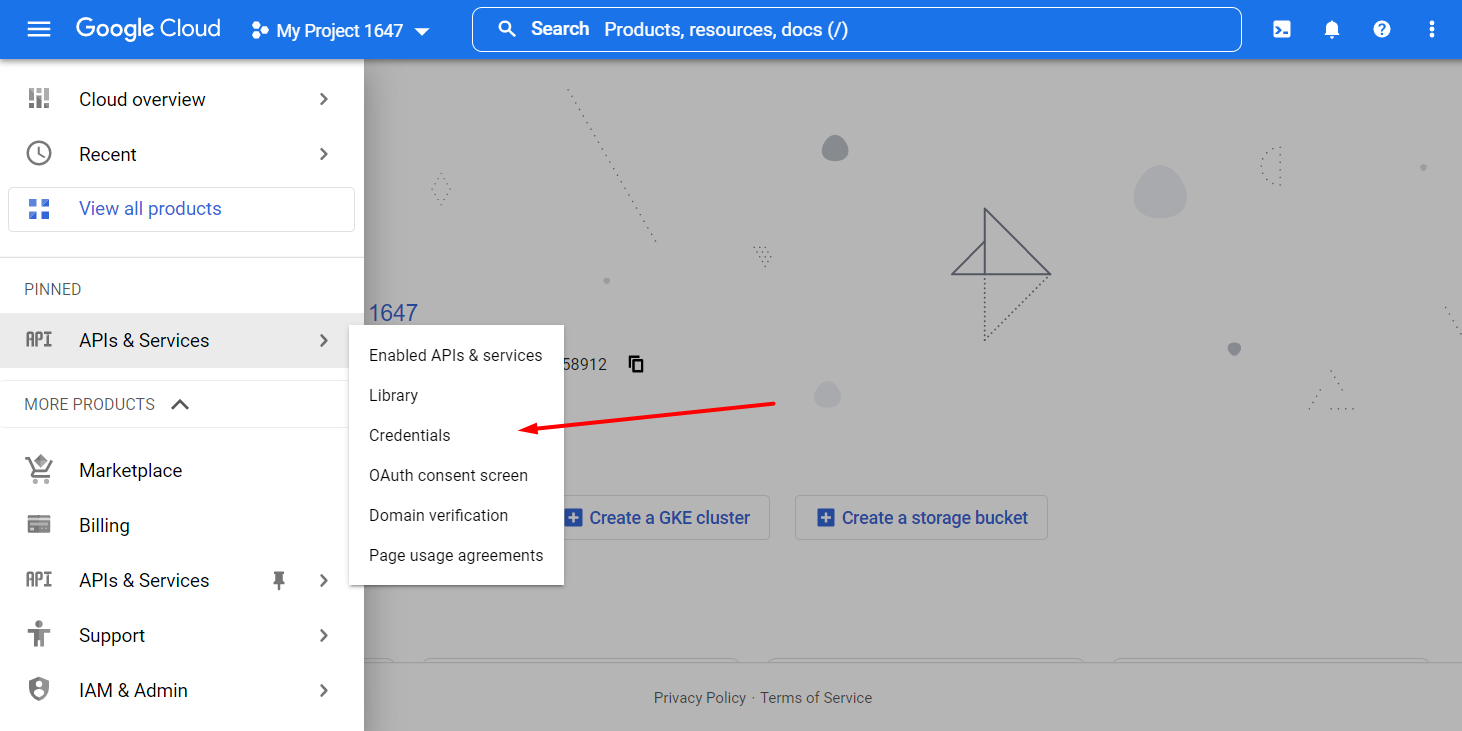 Google Cloud
My Project 1647
Search Products, resources, docs (/)
Cloud overview
Recent
View all products
PINNED
API APIs & Services
MORE PRODUCTS
Marketplace
Billing
API APIs & Services
Support
IAM & Admin
1647
58912
Enabled APIs & services
Library
Credentials
OAuth consent screen
Domain verification
Page usage agreements
Create a GKE cluster
Create a storage bucket
Privacy Policy · Terms of Service